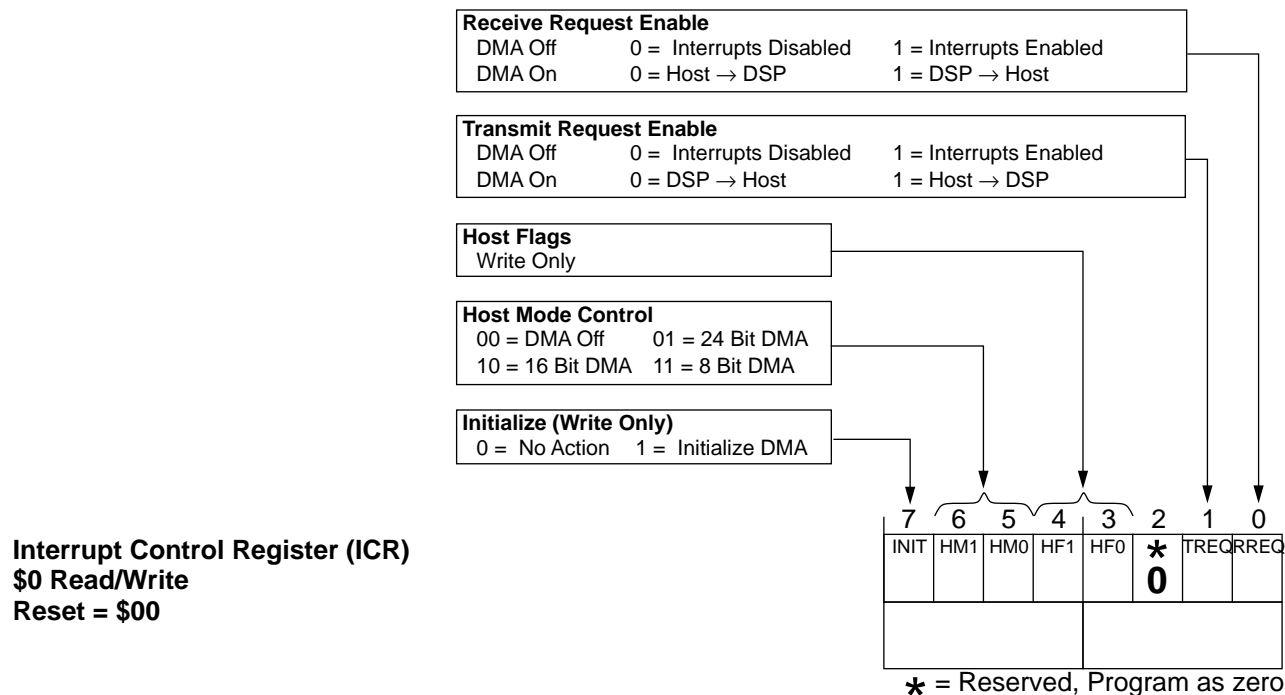 Receive Request Enable
DMA Off 0 = Interrupts Disabled 1 = Interrupts Enabled
DMA On 0 = Host → DSP 1 = DSP → Host
Transmit Request Enable
DMA Off 0 = Interrupts Disabled 1 = Interrupts Enabled
DMA On 0 = DSP → Host 1 = Host → DSP
Host Flags
Write Only
Host Mode Control
00 = DMA Off 01 = 24 Bit DMA
10 = 16 Bit DMA 11 = 8 Bit DMA
Initialize (Write Only)
0 = No Action 1 = Initialize DMA
7 6 5 4 3 2 1 0
INIT HM1 HM0 HF1 HF0 * TREQ RREQ
0
Interrupt Control Register (ICR)
$0 Read/Write
Reset = $00
* = Reserved, Program as zero